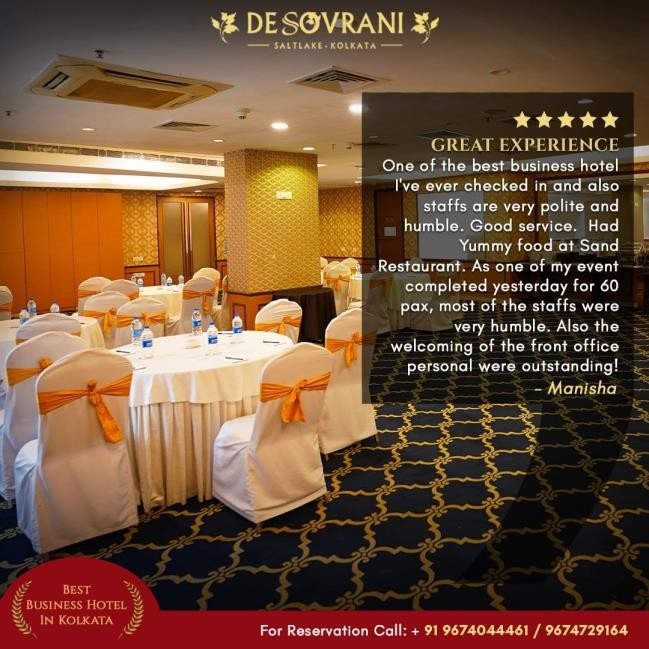 DE SOVRANI
SALTLAKE - KOLKATA
GREAT EXPERIENCE
One of the best business hotel
I've ever checked in and also
staffs are very polite and
humble. Good service. Had
Yummy food at Sand
Restaurant. As one of my event
completed yesterday for 60
pax, most of the staffs were
very humble. Also the
welcoming of the front office
personal were outstanding!
- Manisha
BEST
BUSINESS HOTEL
IN KOLKATA
For Reservation Call: + 91 9674044461 / 9674729164